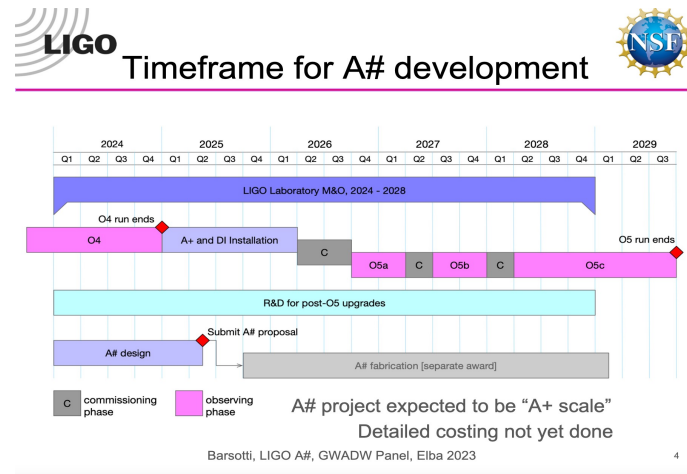 LIGO
NSF
Timeframe for A# development
2024 2025 2026 2027 2028 2029
Q1 Q2 Q3 Q4 Q1 Q2 Q3 Q4 Q1 Q2 Q3 Q4 Q1 Q2 Q3 Q4 Q1 Q2 Q3 Q4 Q1 Q2 Q3
LIGO Laboratory M&O, 2024 - 2028
O4 run ends
O4
A+ and DI Installation
C
O5 run ends
O5a
C
O5b
C
O5c
R&D for post-O5 upgrades
Submit A# proposal
A# design
A# fabrication [separate award]
C
commissioning
phase
observing
phase
A# project expected to be “A+ scale”
Detailed costing not yet done
Barsotti, LIGO A#, GWADW Panel, Elba 2023
4